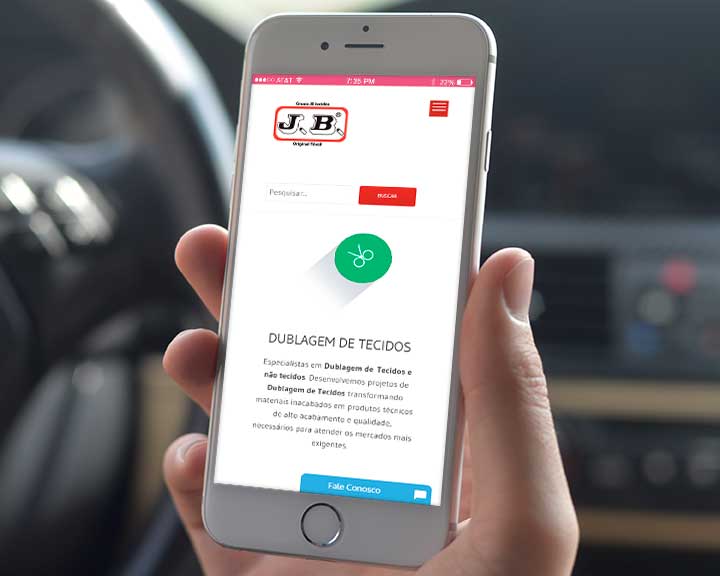 AT&T 7:35 PM 22%
Grupo JB tecidos
J.B.®
Original Têxtil
Pesquisar...
BUSCAR
DUBLAGEM DE TECIDOS
Especialistas em Dublagem de Tecidos e
não tecidos. Desenvolvemos projetos de
Dublagem de Tecidos transformando
materiais inacabados em produtos técnicos
de alto acabamento e qualidade,
necessários para atender os mercados mais
exigentes.
Fale Conosco